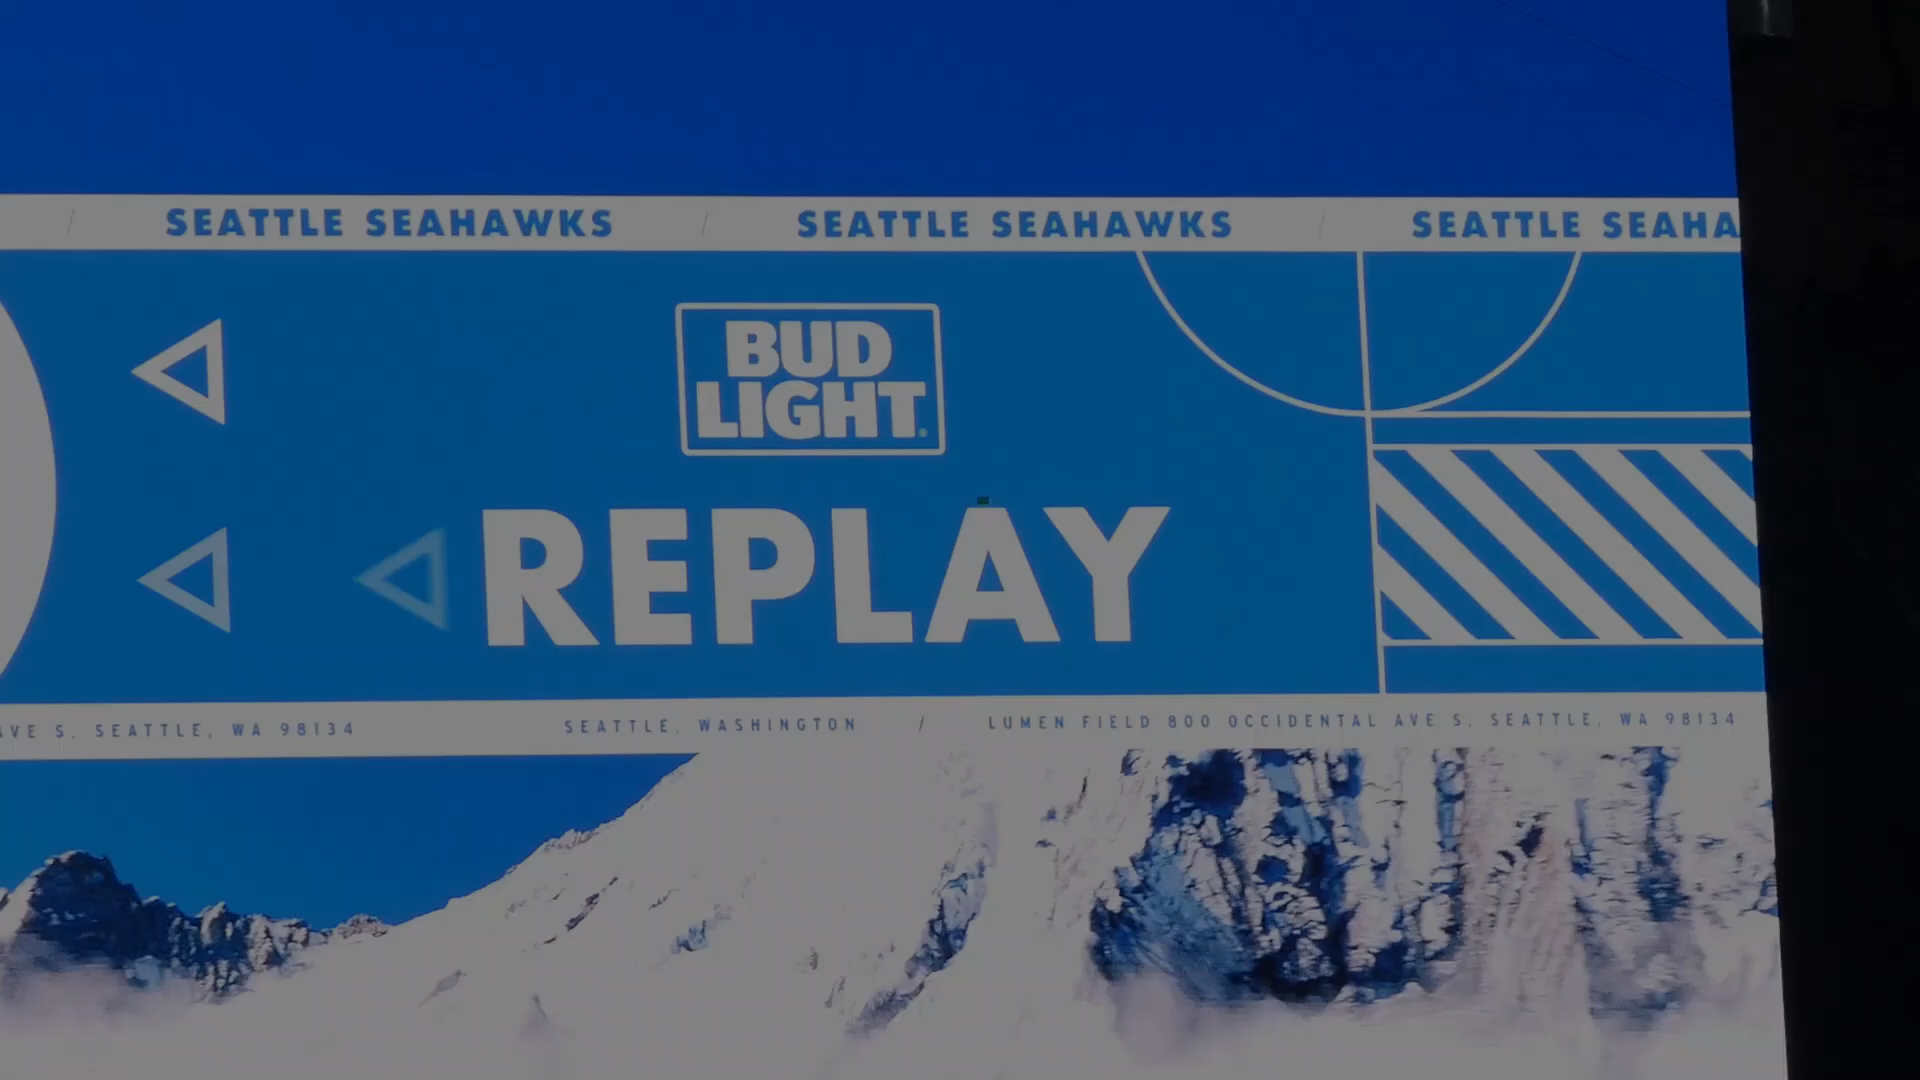 SEATTLE SEAHAWKS / SEATTLE SEAHAWKS / SEATTLE SEAHA
BUD
LIGHT.
REPLAY
AVE S. SEATTLE, WA 98134 SEATTLE, WASHINGTON / LUMEN FIELD 800 OCCIDENTAL AVE S. SEATTLE, WA 98134